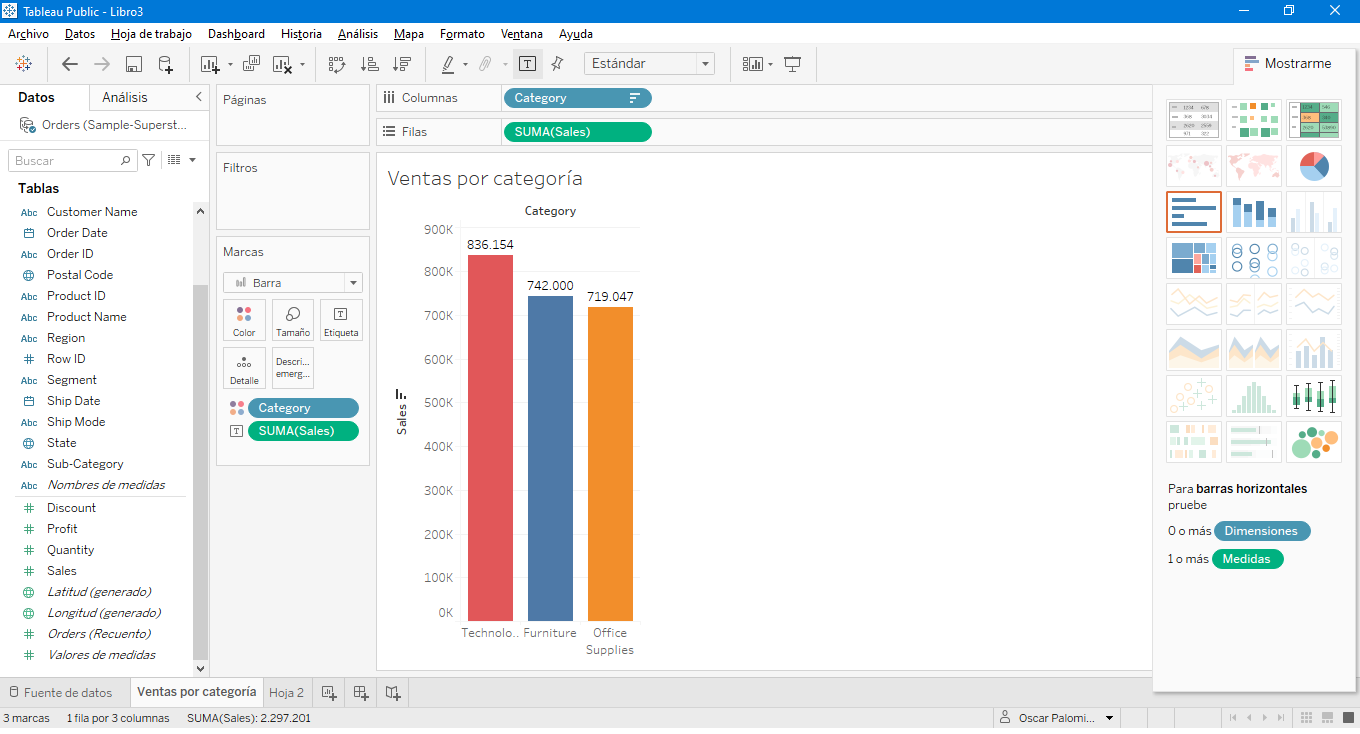 Tableau Public - Libro3
Archivo Datos Hoja de trabajo Dashboard Historia Análisis Mapa Formato Ventana Ayuda
Estándar
Mostrarme
Datos Análisis
Orders (Sample-Superst...
Buscar
Tablas
Abc Customer Name
Order Date
Abc Order ID
Postal Code
Abc Product ID
Abc Product Name
Abc Region
Row ID
Abc Segment
Ship Date
Abc Ship Mode
State
Abc Sub-Category
Abc Nombres de medidas
Discount
Profit
Quantity
Sales
Latitud (generado)
Longitud (generado)
Orders (Recuento)
Valores de medidas
Páginas
Filtros
Marcas
Barra
Color Tamaño Etiqueta
Detalle Descri... emerg...
Category
SUMA(Sales)
Columnas Category
Filas SUMA(Sales)
Ventas por categoría
Category
900K
800K
700K
600K
500K
400K
300K
200K
100K
0K
Sales
836.154
742.000
719.047
Technolo.. Furniture Office
Supplies
Para barras horizontales
pruebe
0 o más Dimensiones
1 o más Medidas
Fuente de datos Ventas por categoría Hoja 2
3 marcas 1 fila por 3 columnas SUMA(Sales): 2.297.201
Oscar Palomi...